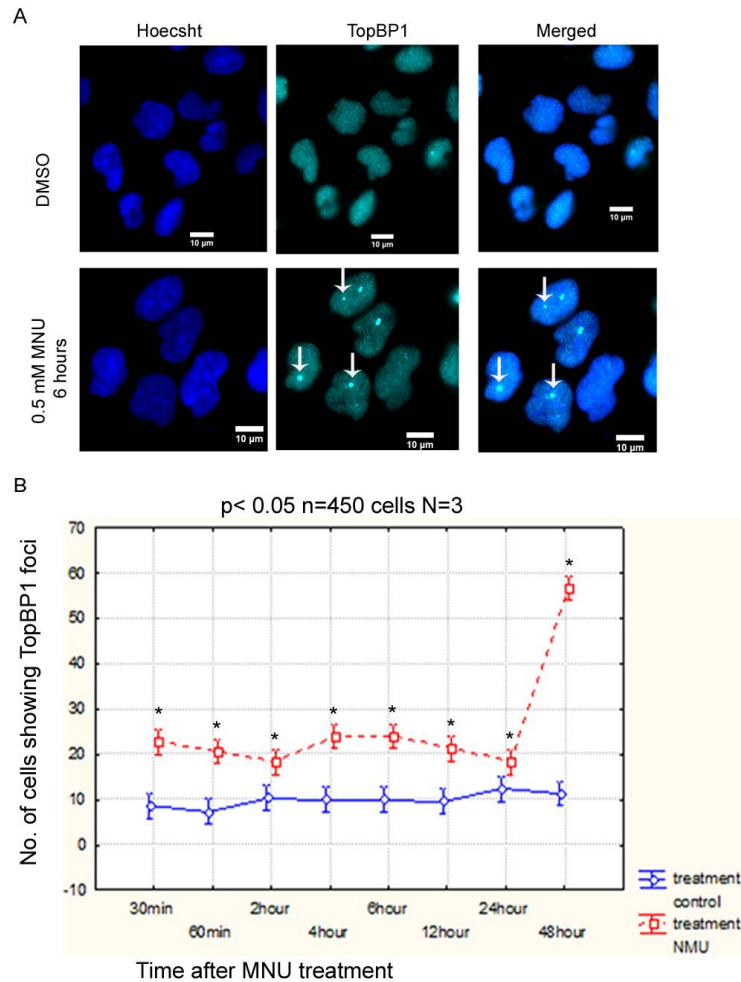 A
Hoecsht TopBP1 Merged
DMSO
10 µm 10 µm 10 µm
0.5 mM MNU
6 hours
10 µm 10 µm 10 µm
B
p< 0.05 n=450 cells N=3
No. of cells showing TopBP1 foci
70
60
50
40
30
20
10
0
-10
* * * * * * * *
30min 2hour 6hour 24hour
60min 4hour 12hour 48hour
Time after MNU treatment
treatment
control
treatment
NMU